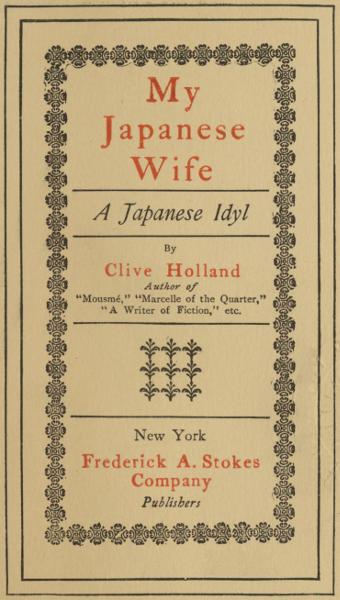 My
Japanese
Wife
A Japanese Idyl
By
Clive Holland
Author of
"Mousmé," "Marcelle of the Quarter,"
"A Writer of Fiction," etc.
New York
Frederick A. Stokes
Company
Publishers